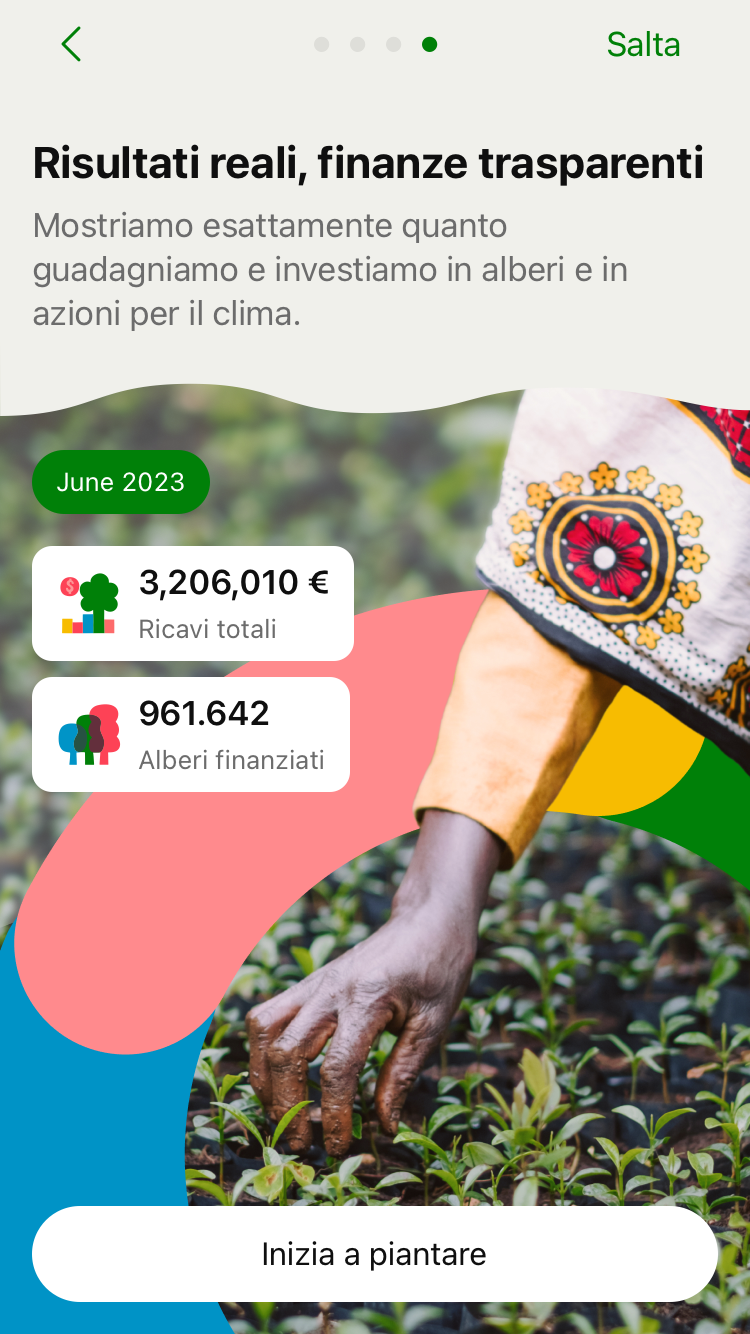 Salta
Risultati reali, finanze trasparenti
Mostriamo esattamente quanto
guadagniamo e investiamo in alberi e in
azioni per il clima.
June 2023
3,206,010 €
Ricavi totali
961.642
Alberi finanziati
Inizia a piantare